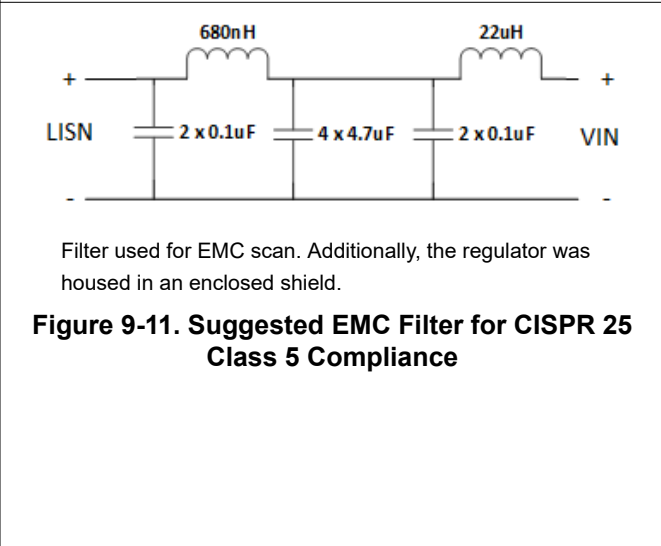 680nH 22uH
+ +
LISN 2 x 0.1uF 4 x 4.7uF 2 x 0.1uF VIN
- -
Filter used for EMC scan. Additionally, the regulator was
housed in an enclosed shield.
Figure 9-11. Suggested EMC Filter for CISPR 25
Class 5 Compliance